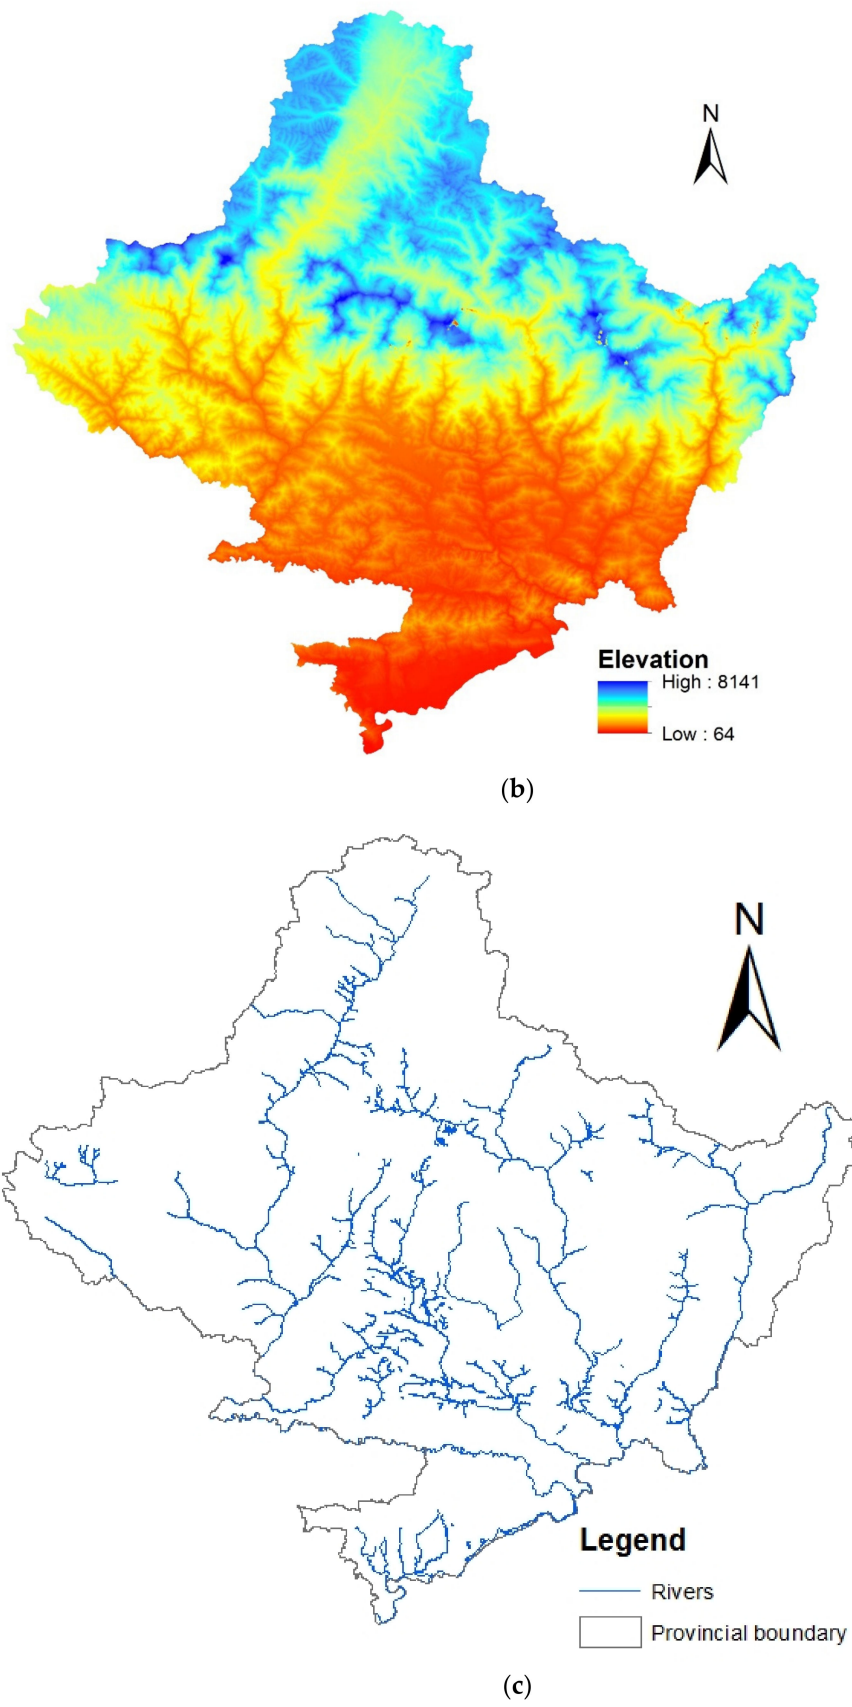 N
Elevation
High : 8141
Low : 64
(b)
N
Legend
Rivers
Provincial boundary
(c)